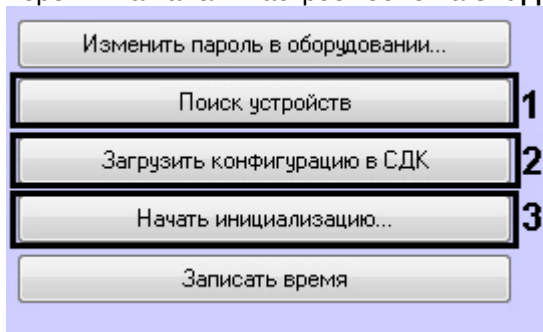 Изменить пароль в оборудовании...
Поиск устройств
1
Загрузить конфигурацию в СДК
2
Начать инициализацию...
3
Записать время